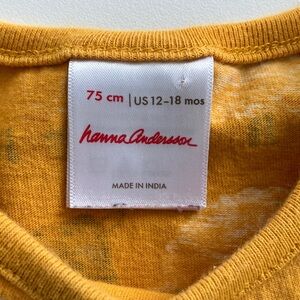 75 cm | US 12-18 mos
hanna andersson
MADE IN INDIA